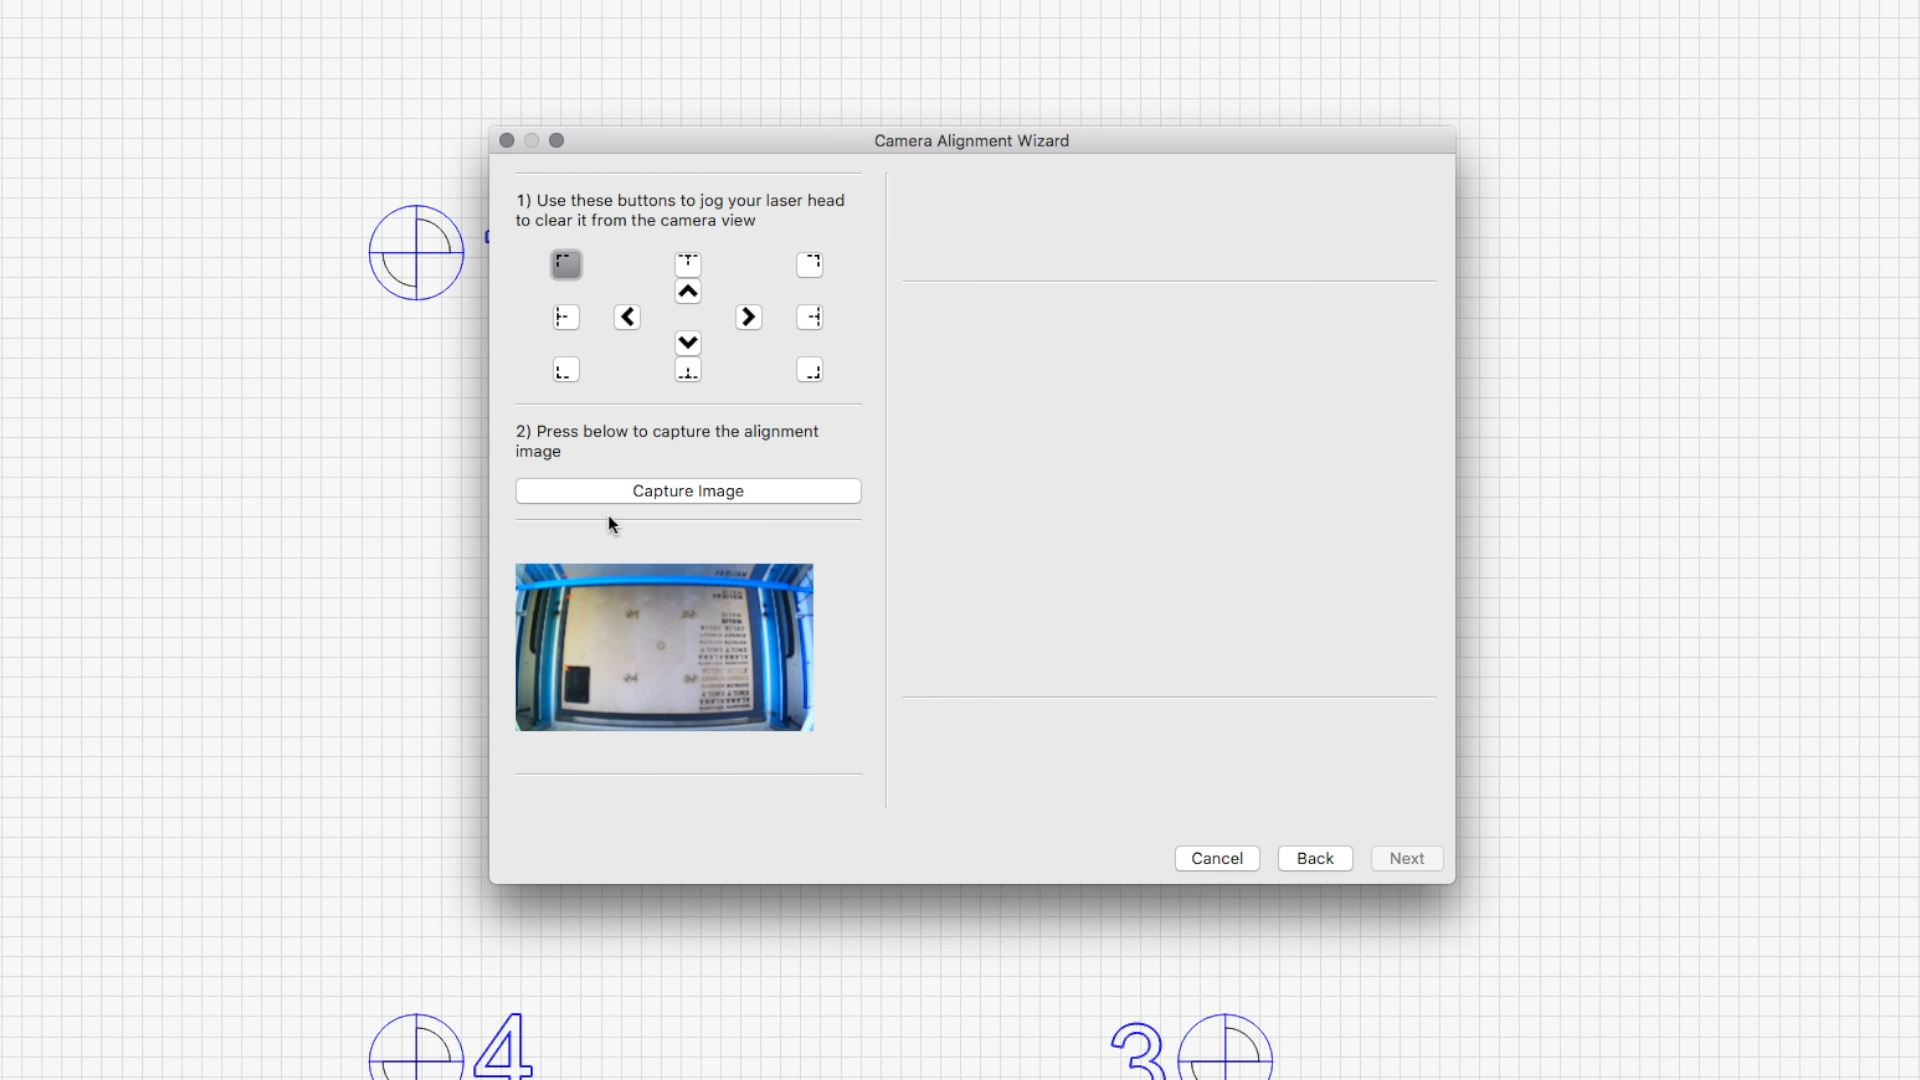 Camera Alignment Wizard
1) Use these buttons to jog your laser head
to clear it from the camera view
2) Press below to capture the alignment
image
Capture Image
Cancel
Back
Next
4
3